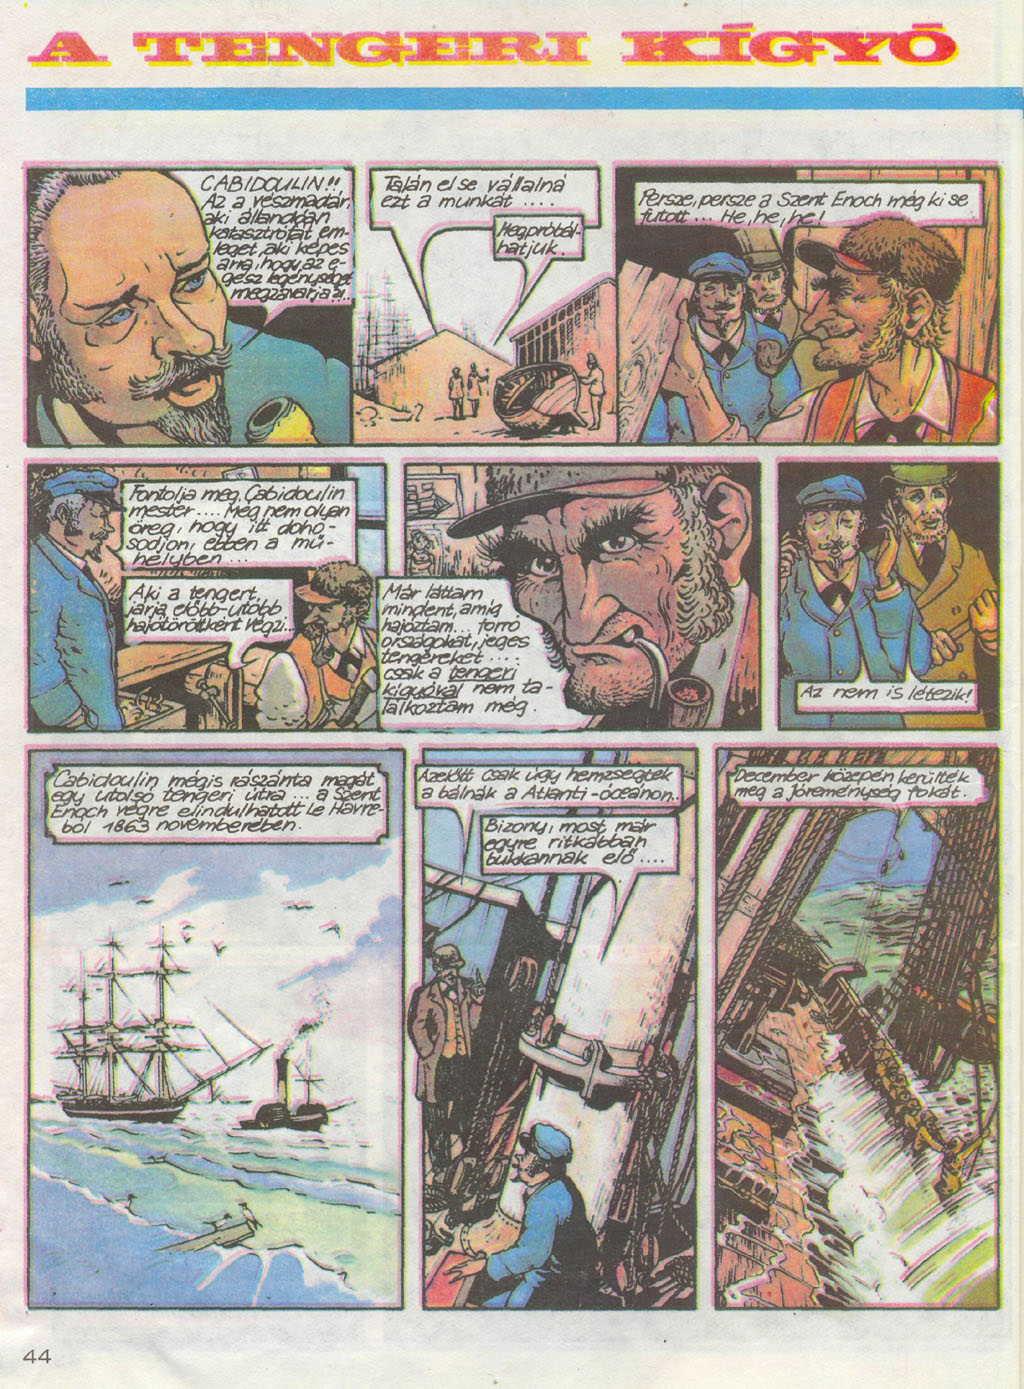 A TENGERI KÍGYÓ
CABIDOULIN!!
Az a vészmadár,
aki állandóan
katasztrófát em-
leget, aki képes
arra, hogy az e-
gész legénységet
megzavarja?!..
Talán el se vállalná
ezt a munkát ....
Megpróbál-
hatjuk.
Persze, persze a Szent Enoch még ki se
futott ... He, he, he!
Fontolja meg, Cabidoulin
mester .... Még nem olyan
öreg, hogy itt dohó-
sodjon, ebben a mű-
helyben ...
Aki a tengert
járja előbb-utóbb
hajótöröttként végzi...
Már láttam
mindent, amíg
hajóztam... forró
országokat, jeges
tengereket ....
csak a tengeri
kígyóval nem ta-
lálkoztam még.
Az nem is létezik!
Cabidoulin mégis rászánta magát
egy utolsó tengeri útra ... a Szent
Enoch végre elindulhatott Le Havre-
ból 1863 novemberében.
Azelőtt csak úgy hemzsegtek
a bálnák a Atlanti-óceánon..
Bizony, most már
egyre ritkábban
bukkannak elő ....
December közepén kerülték
meg a Jóreménység fokát.
44